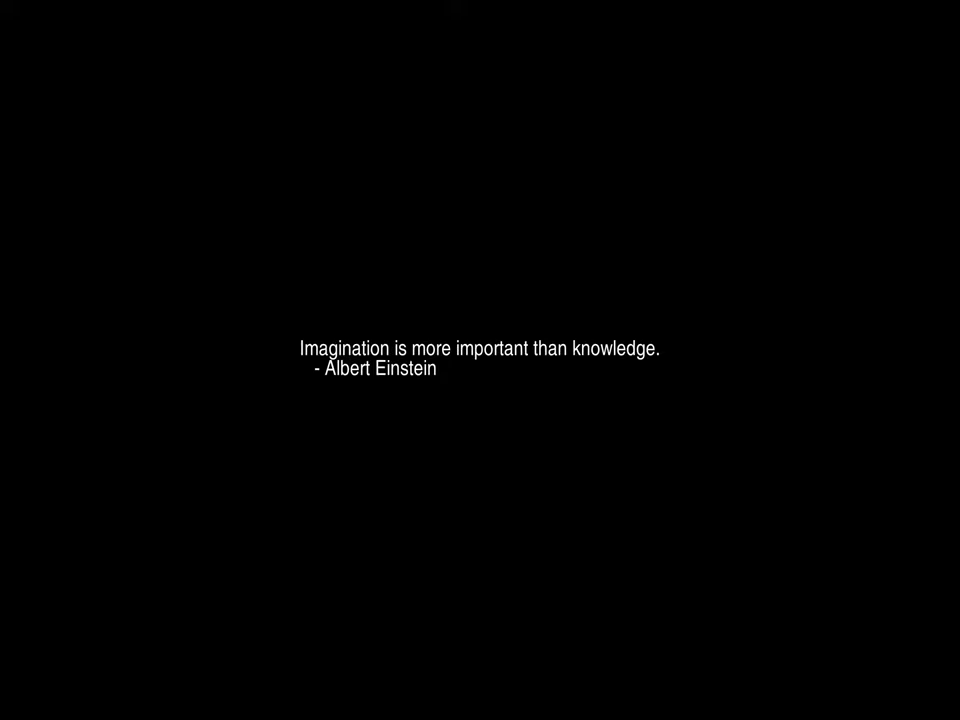 Imagination is more important than knowledge.
- Albert Einstein